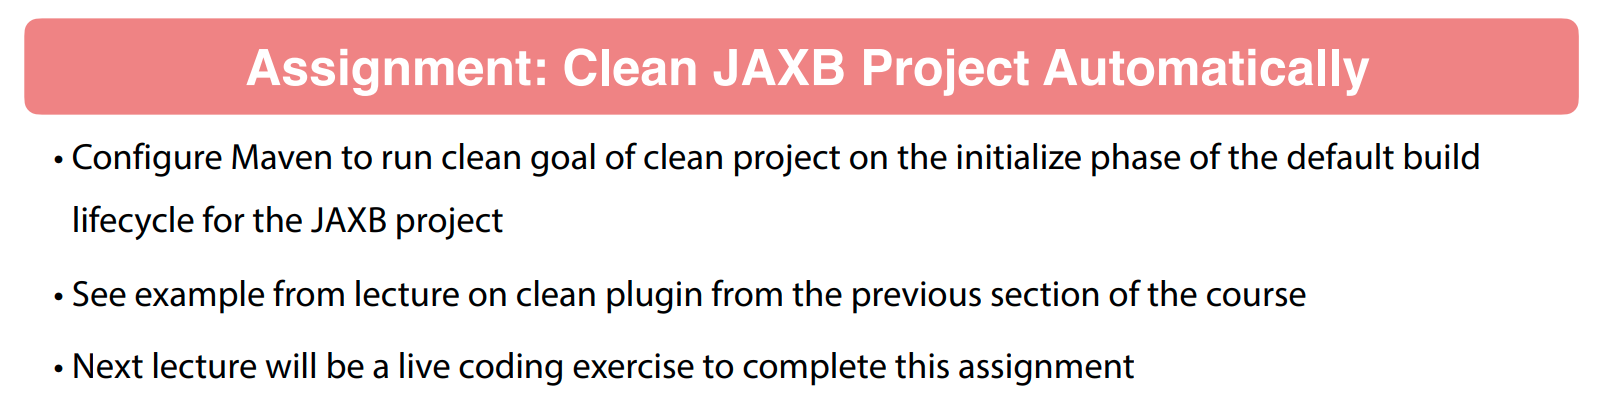 Assignment: Clean JAXB Project Automatically
• Configure Maven to run clean goal of clean project on the initialize phase of the default build
lifecycle for the JAXB project
• See example from lecture on clean plugin from the previous section of the course
• Next lecture will be a live coding exercise to complete this assignment